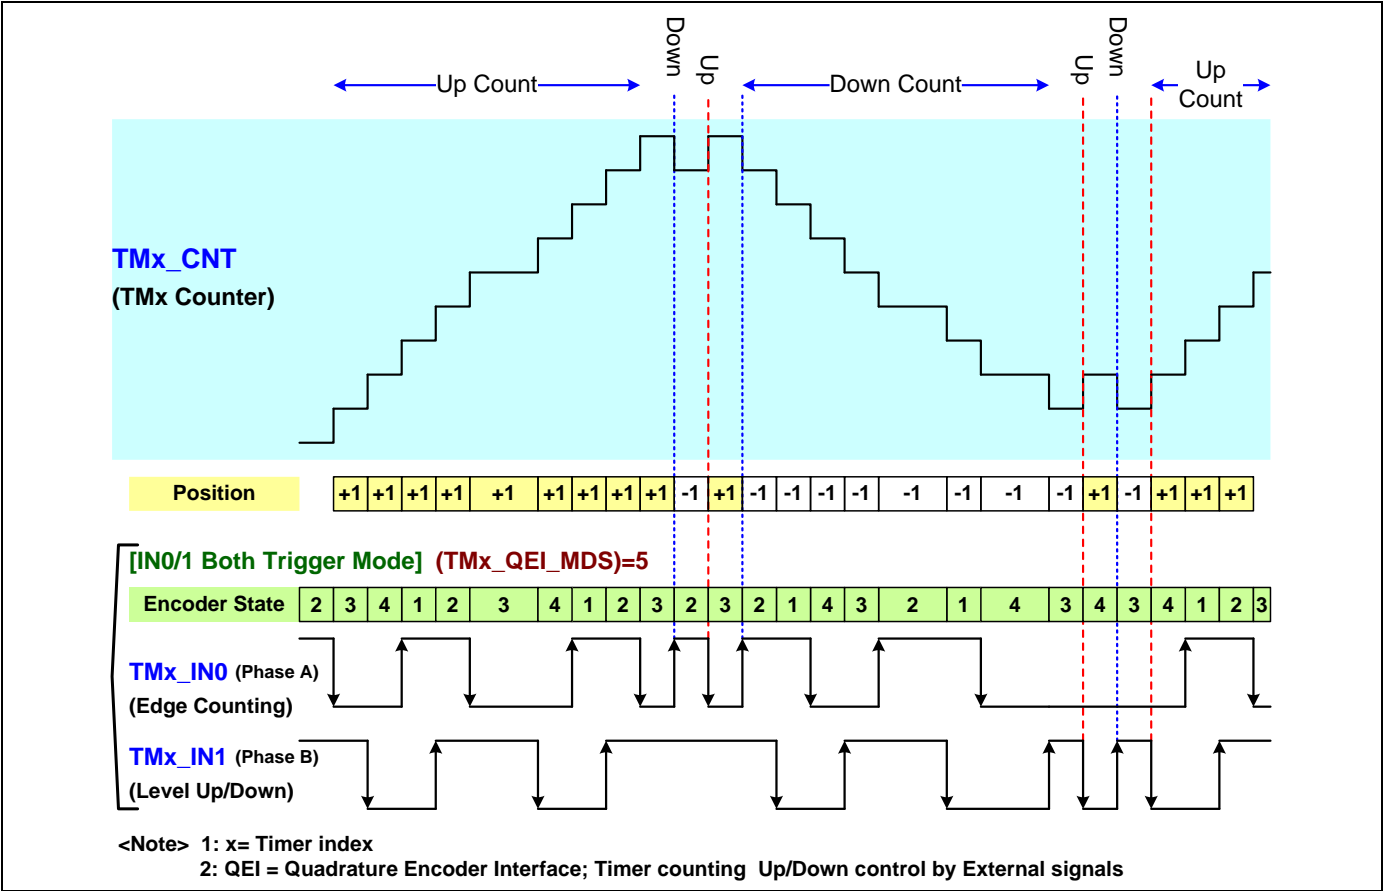 Down
Up
Up
Down
Up Count
Down Count
Up
Count
TMx_CNT
(TMx Counter)
Position +1 +1 +1 +1 +1 +1 +1 +1 +1 -1 +1 -1 -1 -1 -1 -1 -1 -1 -1 +1 -1 +1 +1 +1
[IN0/1 Both Trigger Mode] (TMx_QEI_MDS)=5
Encoder State 2 3 4 1 2 3 4 1 2 3 2 3 2 1 4 3 2 1 4 3 4 3 4 1 2 3
TMx_IN0 (Phase A)
(Edge Counting)
TMx_IN1 (Phase B)
(Level Up/Down)
<Note> 1: x= Timer index
2: QEI = Quadrature Encoder Interface; Timer counting Up/Down control by External signals